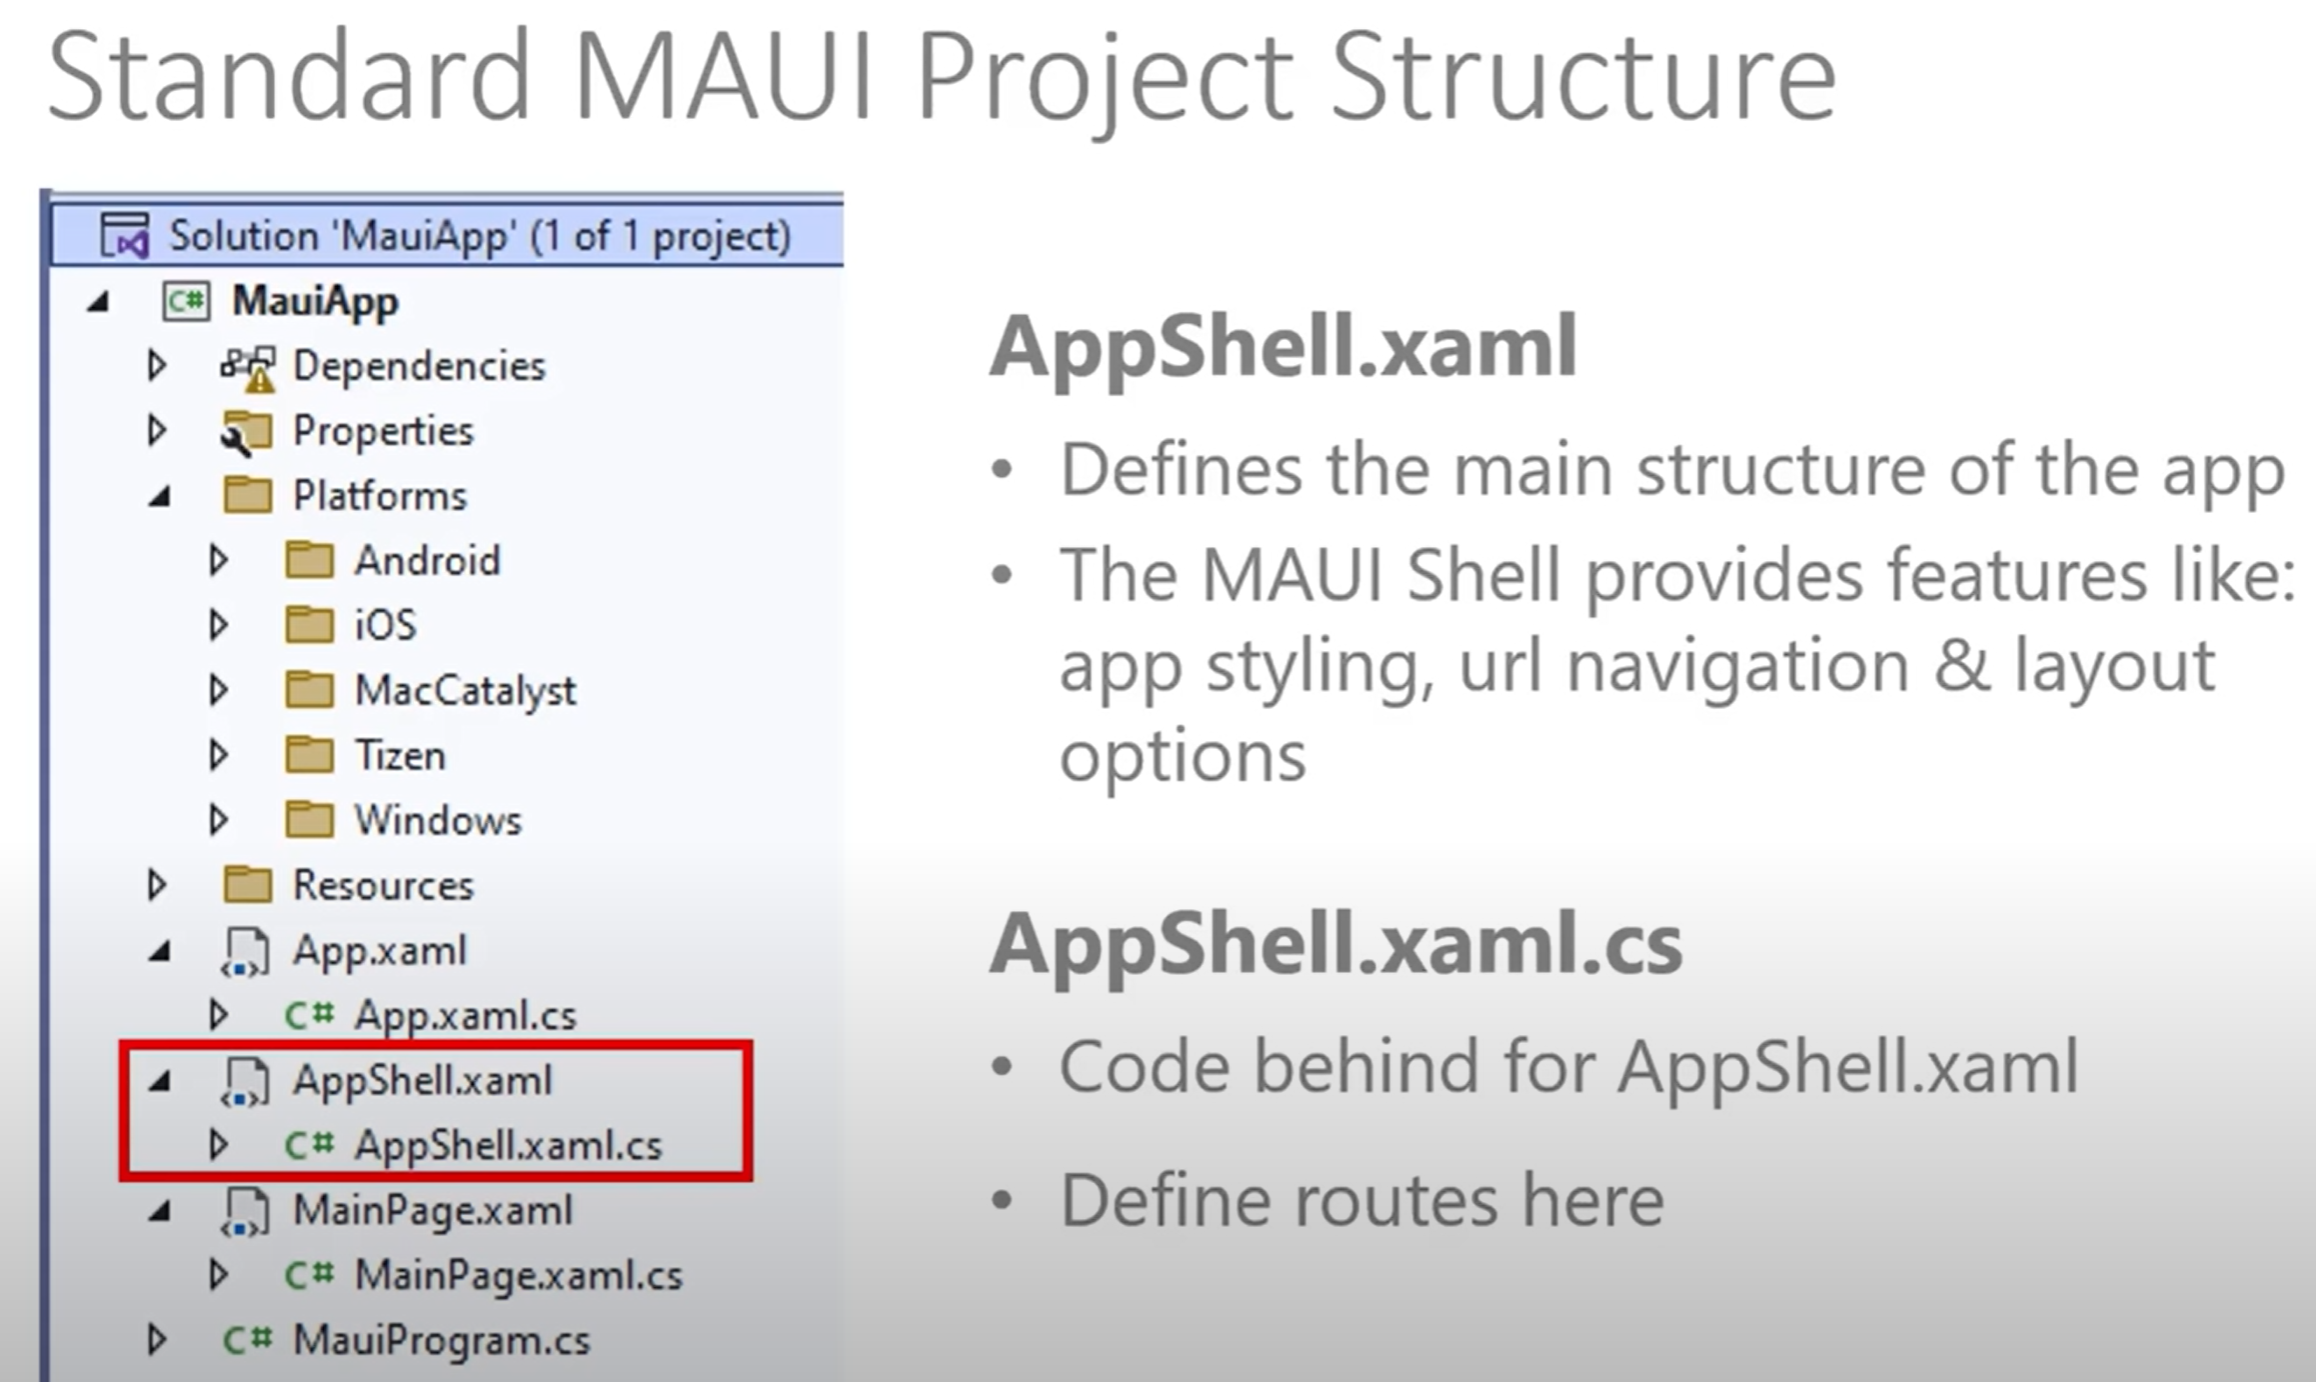 Standard MAUI Project Structure
Solution 'MauiApp' (1 of 1 project)
C# MauiApp
Dependencies
Properties
Platforms
Android
iOS
MacCatalyst
Tizen
Windows
Resources
App.xaml
C# App.xaml.cs
AppShell.xaml
C# AppShell.xaml.cs
MainPage.xaml
C# MainPage.xaml.cs
C# MauiProgram.cs
AppShell.xaml
• Defines the main structure of the app
• The MAUI Shell provides features like:
app styling, url navigation & layout
options
AppShell.xaml.cs
• Code behind for AppShell.xaml
• Define routes here